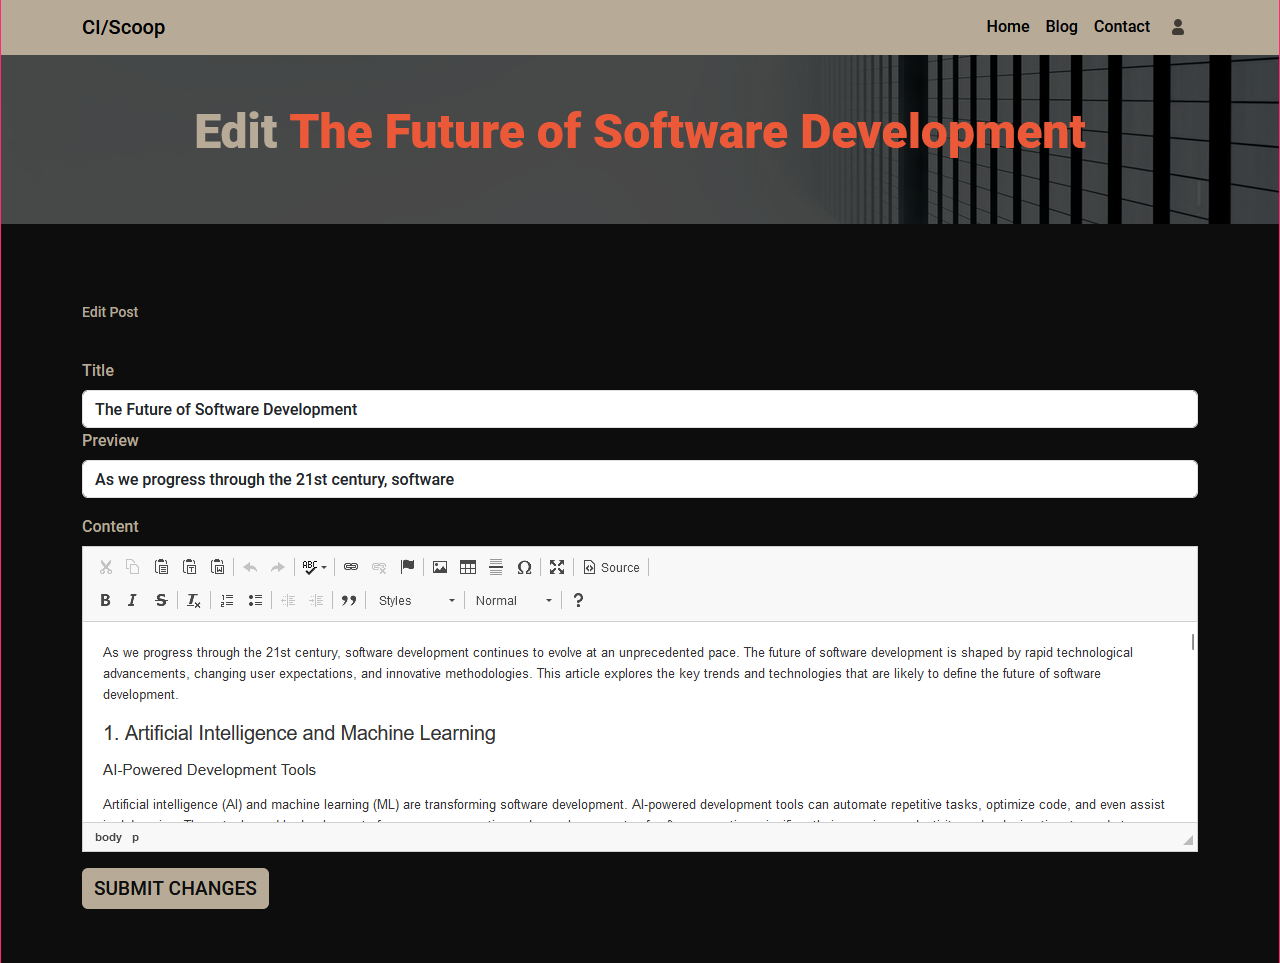 CI/Scoop
Home Blog Contact
Edit The Future of Software Development
Edit Post
Title
The Future of Software Development
Preview
As we progress through the 21st century, software
Content
ABC Source
B I S Styles Normal ?
As we progress through the 21st century, software development continues to evolve at an unprecedented pace. The future of software development is shaped by rapid technological
advancements, changing user expectations, and innovative methodologies. This article explores the key trends and technologies that are likely to define the future of software
development.
1. Artificial Intelligence and Machine Learning
AI-Powered Development Tools
Artificial intelligence (AI) and machine learning (ML) are transforming software development. AI-powered development tools can automate repetitive tasks, optimize code, and even assist
body p
SUBMIT CHANGES